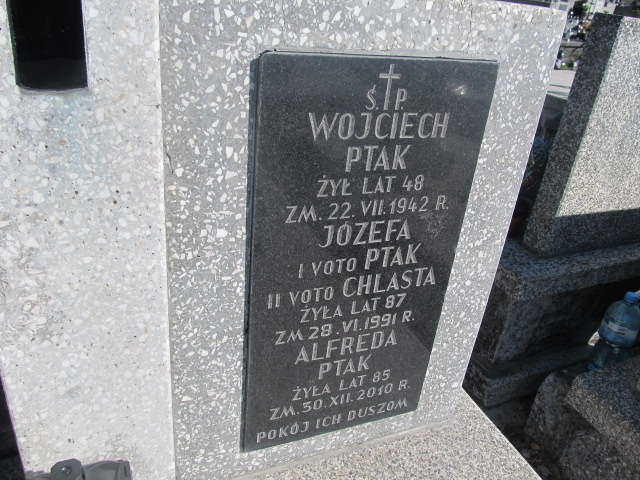 Ś.P.
WOJCIECH
PTAK
ŻYŁ LAT 48
ZM. 22. VII. 1942 R.
JÓZEFA
I VOTO PTAK
II VOTO CHLASTA
ŻYŁA LAT 87
ZM 28. VI. 1991 R.
ALFREDA
PTAK
ŻYŁA LAT 85
ZM. 30. XII. 2010 R.
POKÓJ ICH DUSZOM